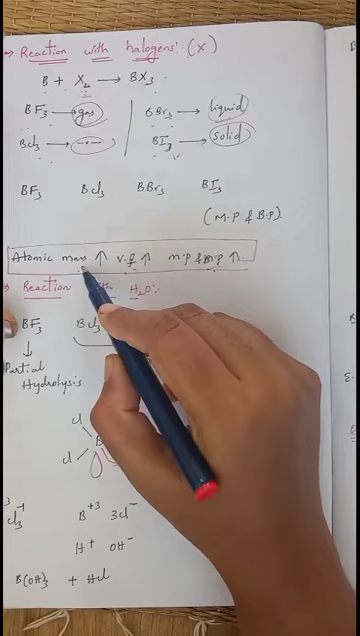 → Reaction with halogens! (X)
B + X₂ → BX₃
BF₃ → gas
BBr₃ → liquid
BCl₃ → —"—
BI₃ → Solid
BF₃ BCl₃ BBr₃ BI₃
(M.P & B.P)
Atomic mass ↑ v.f ↑ m.p & b.p ↑
→ Reaction with H₂O :-
BF₃ BCl₃
↓
Partial
Hydrolysis
Cl
B
Cl
B⁺³ 3Cl⁻
H⁺ OH⁻
B(OH)₃ + HCl